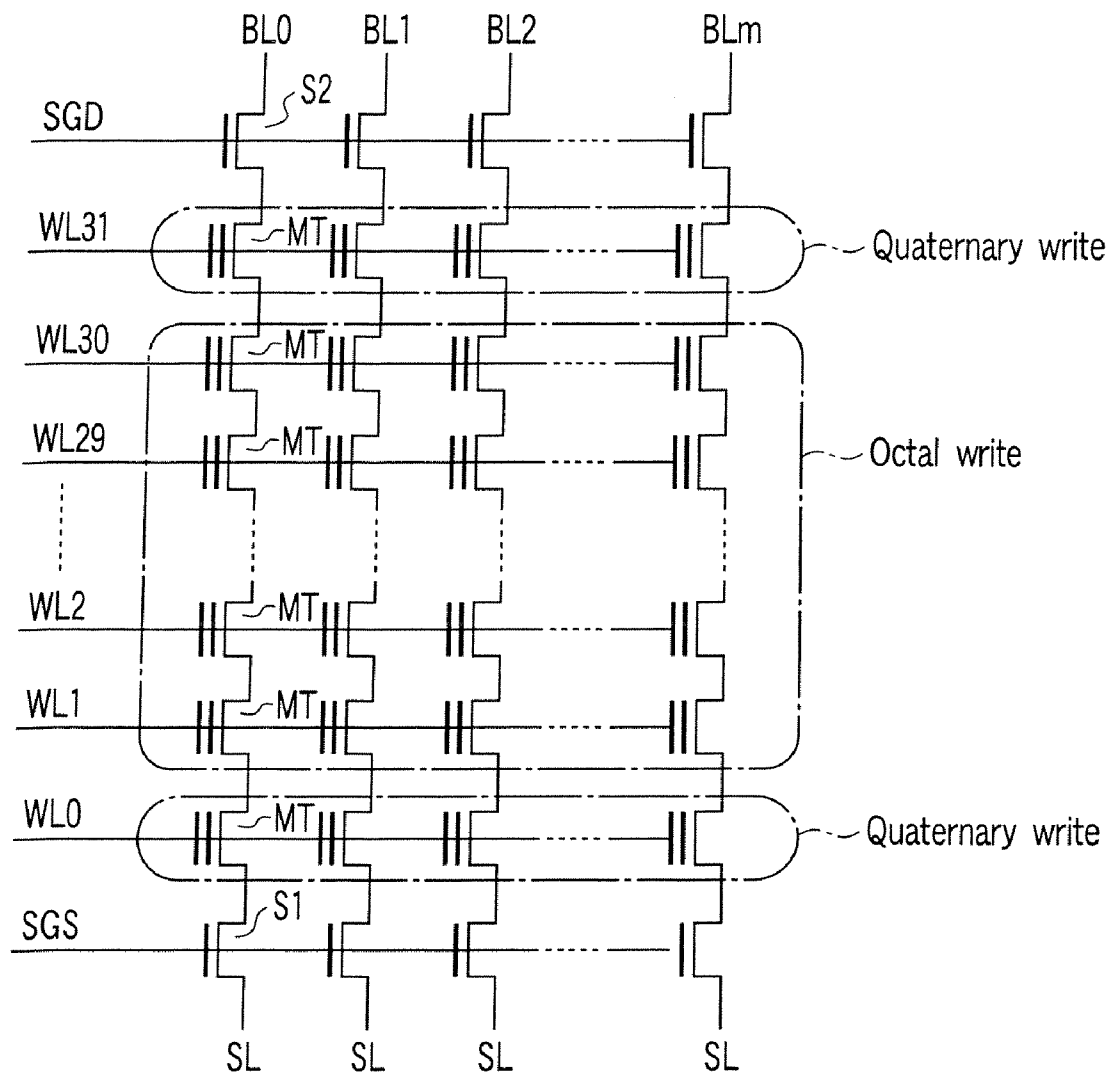 BL0 BL1 BL2 BLm
S2
SGD
WL31 MT Quaternary write
WL30 MT
WL29 MT Octal write
WL2 MT
WL1 MT
WL0 MT Quaternary write
S1
SGS
SL SL SL SL